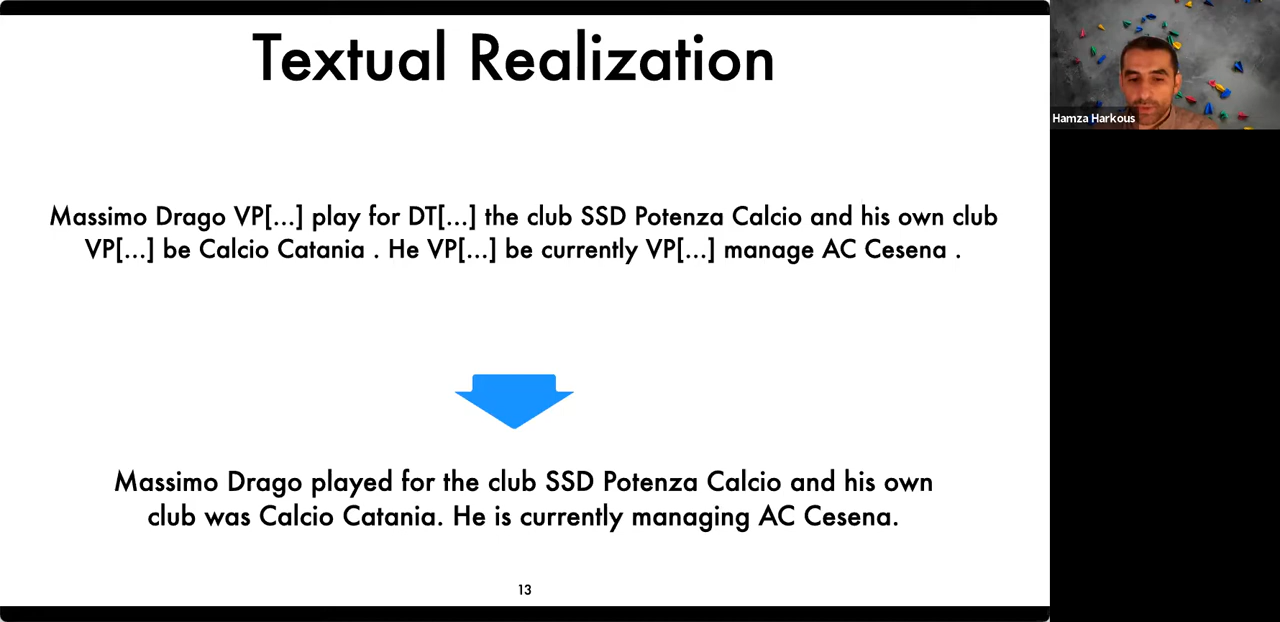 Textual Realization
Massimo Drago VP[...] play for DT[...] the club SSD Potenza Calcio and his own club
VP[...] be Calcio Catania . He VP[...] be currently VP[...] manage AC Cesena .
Massimo Drago played for the club SSD Potenza Calcio and his own
club was Calcio Catania. He is currently managing AC Cesena.
13
Hamza Harkous